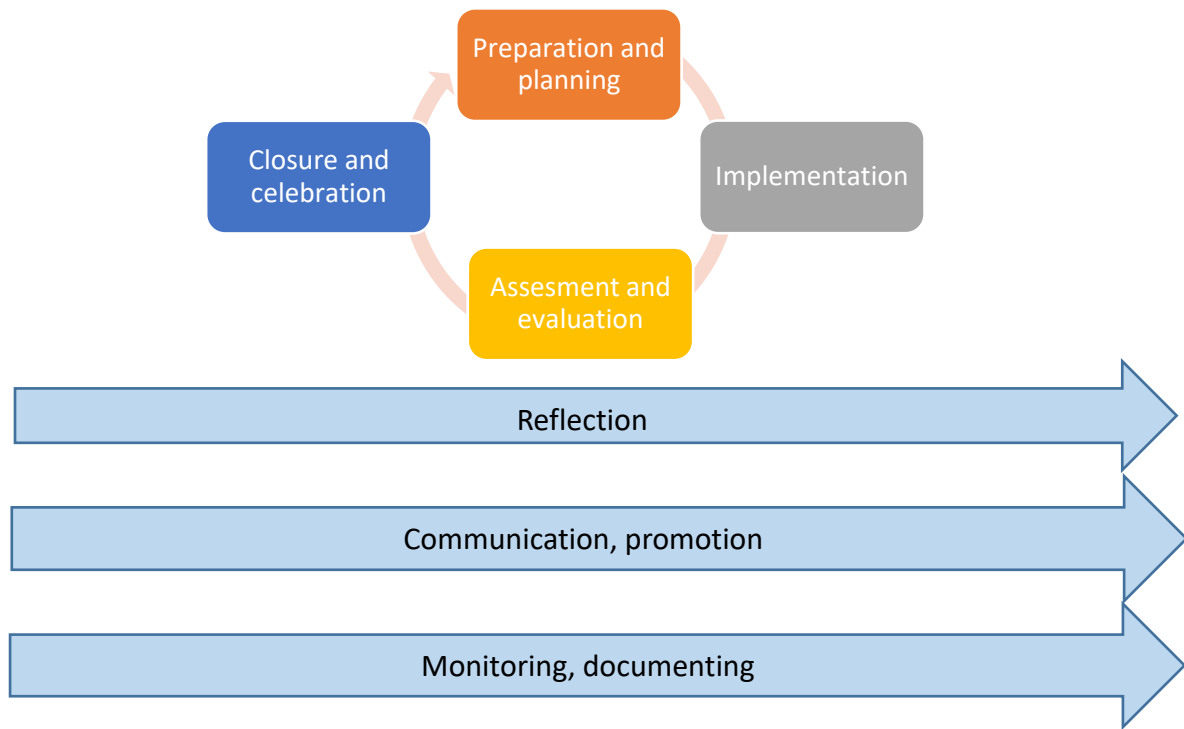 Preparation and
planning
Closure and
celebration
Implementation
Assesment and
evaluation
Reflection
Communication, promotion
Monitoring, documenting